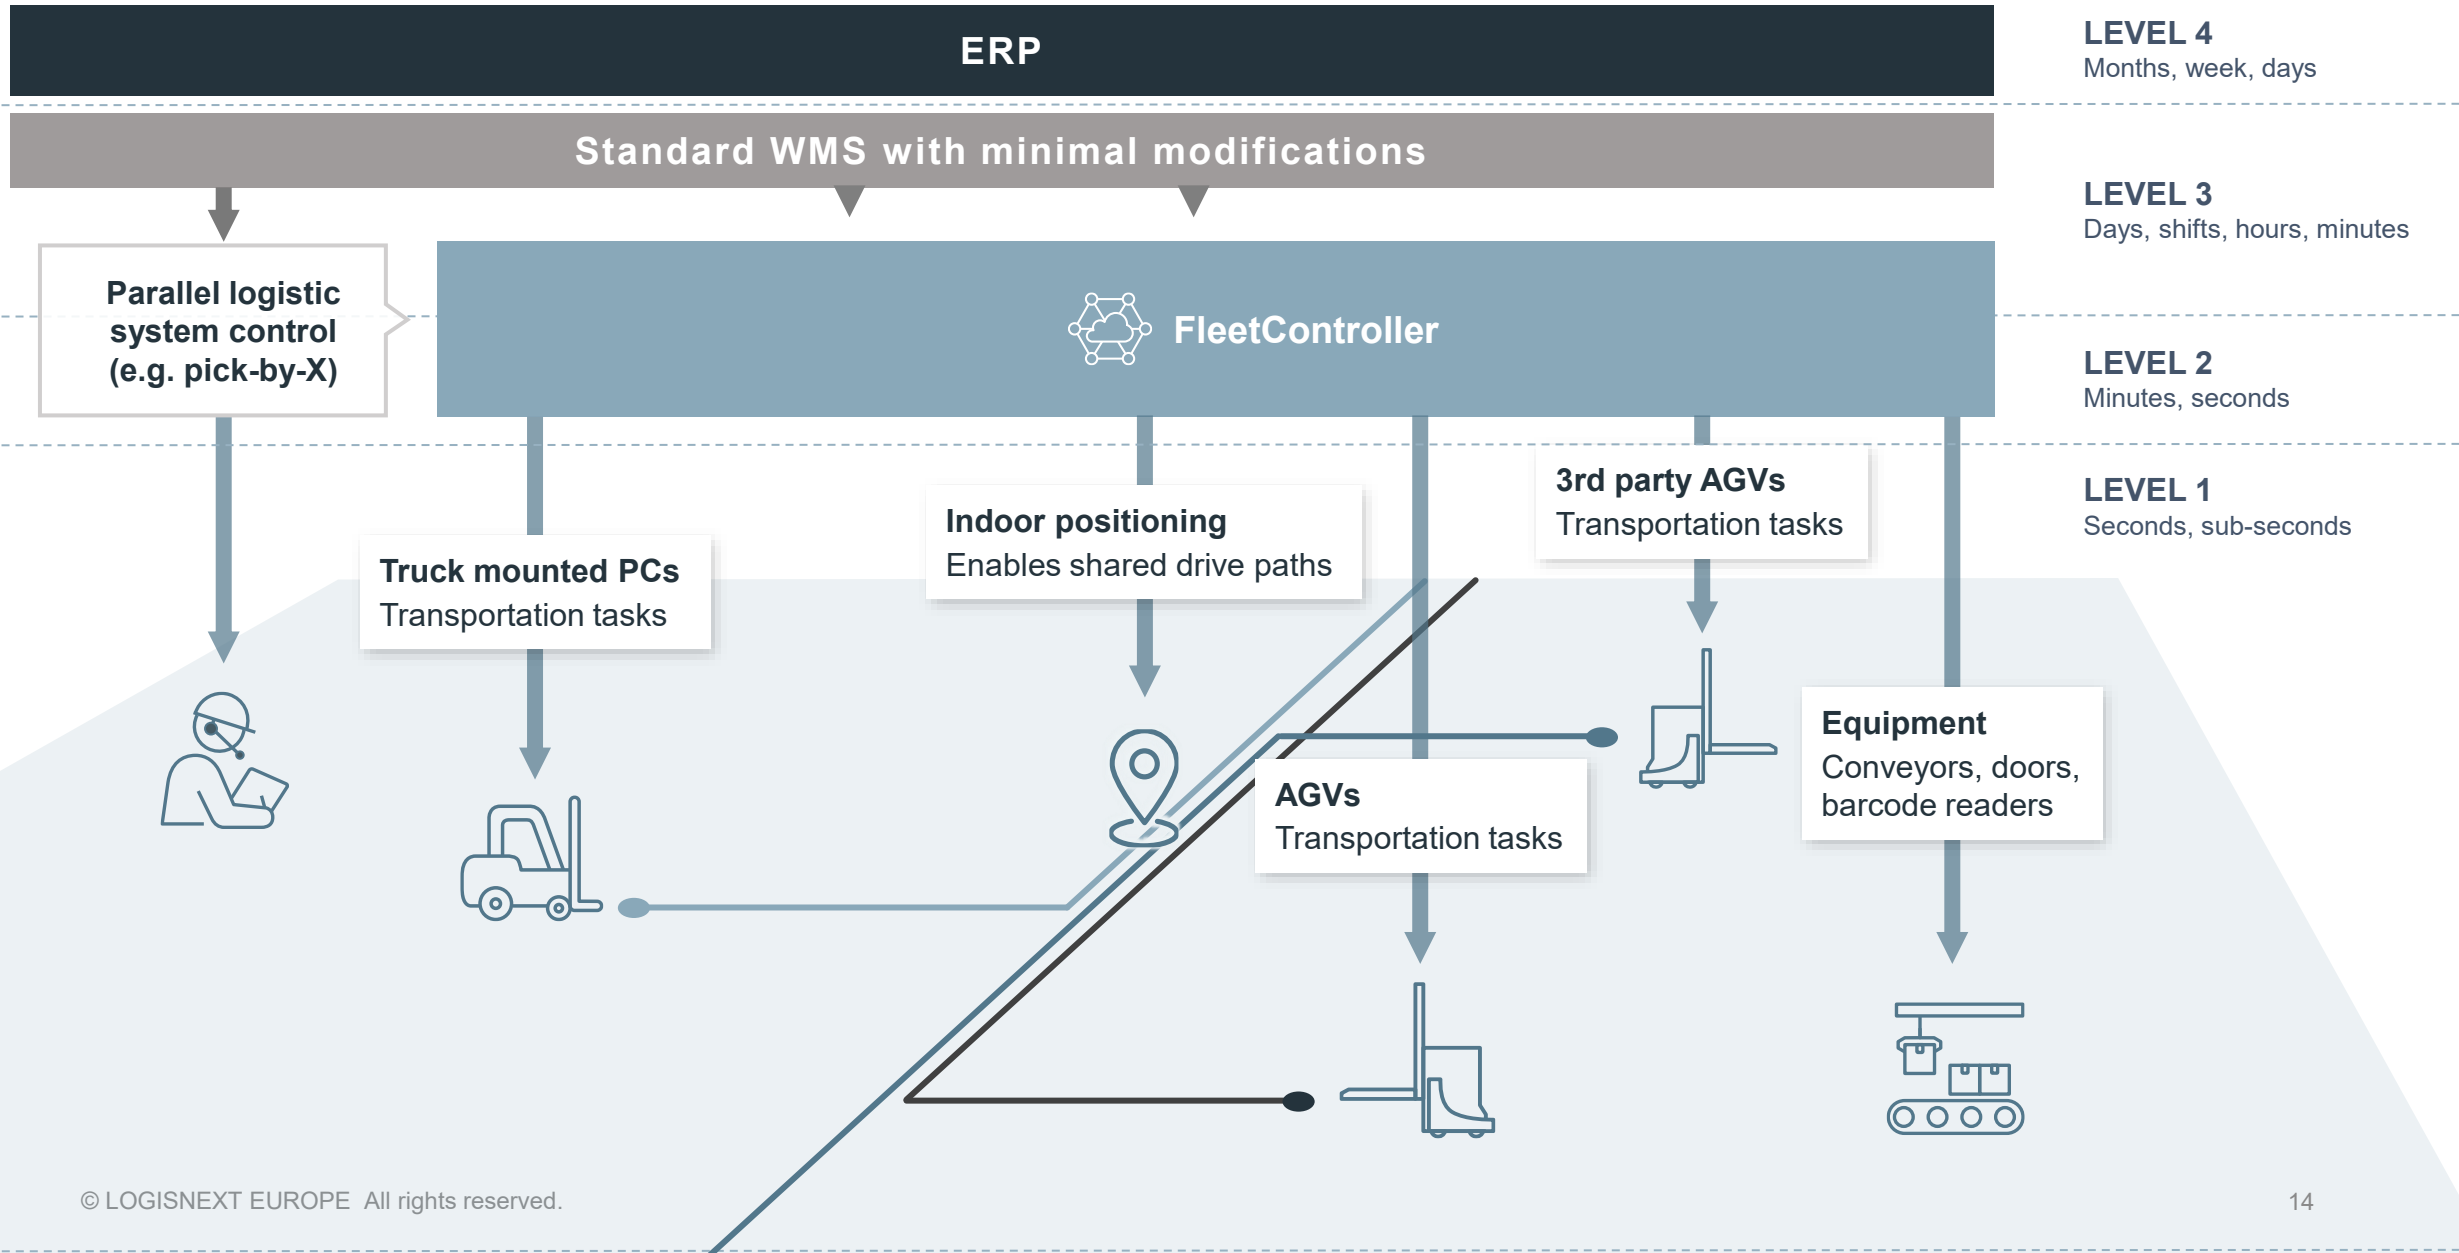 ERP
LEVEL 4
Months, week, days
Standard WMS with minimal modifications
LEVEL 3
Days, shifts, hours, minutes
Parallel logistic
system control
(e.g. pick-by-X)
FleetController
LEVEL 2
Minutes, seconds
LEVEL 1
Seconds, sub-seconds
3rd party AGVs
Transportation tasks
Indoor positioning
Enables shared drive paths
Truck mounted PCs
Transportation tasks
Equipment
Conveyors, doors,
barcode readers
AGVs
Transportation tasks
© LOGISNEXT EUROPE All rights reserved.
14